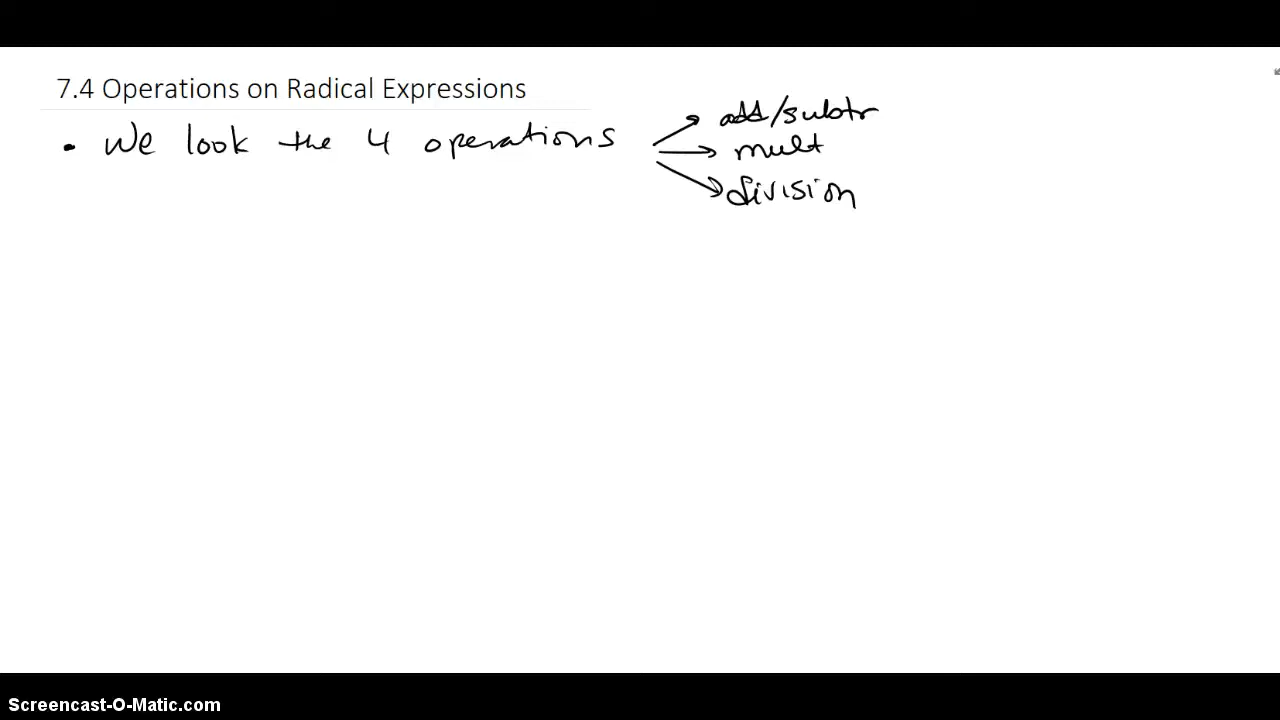 7.4 Operations on Radical Expressions
• We look the 4 operations
add/subtr
mult
division
Screencast-O-Matic.com